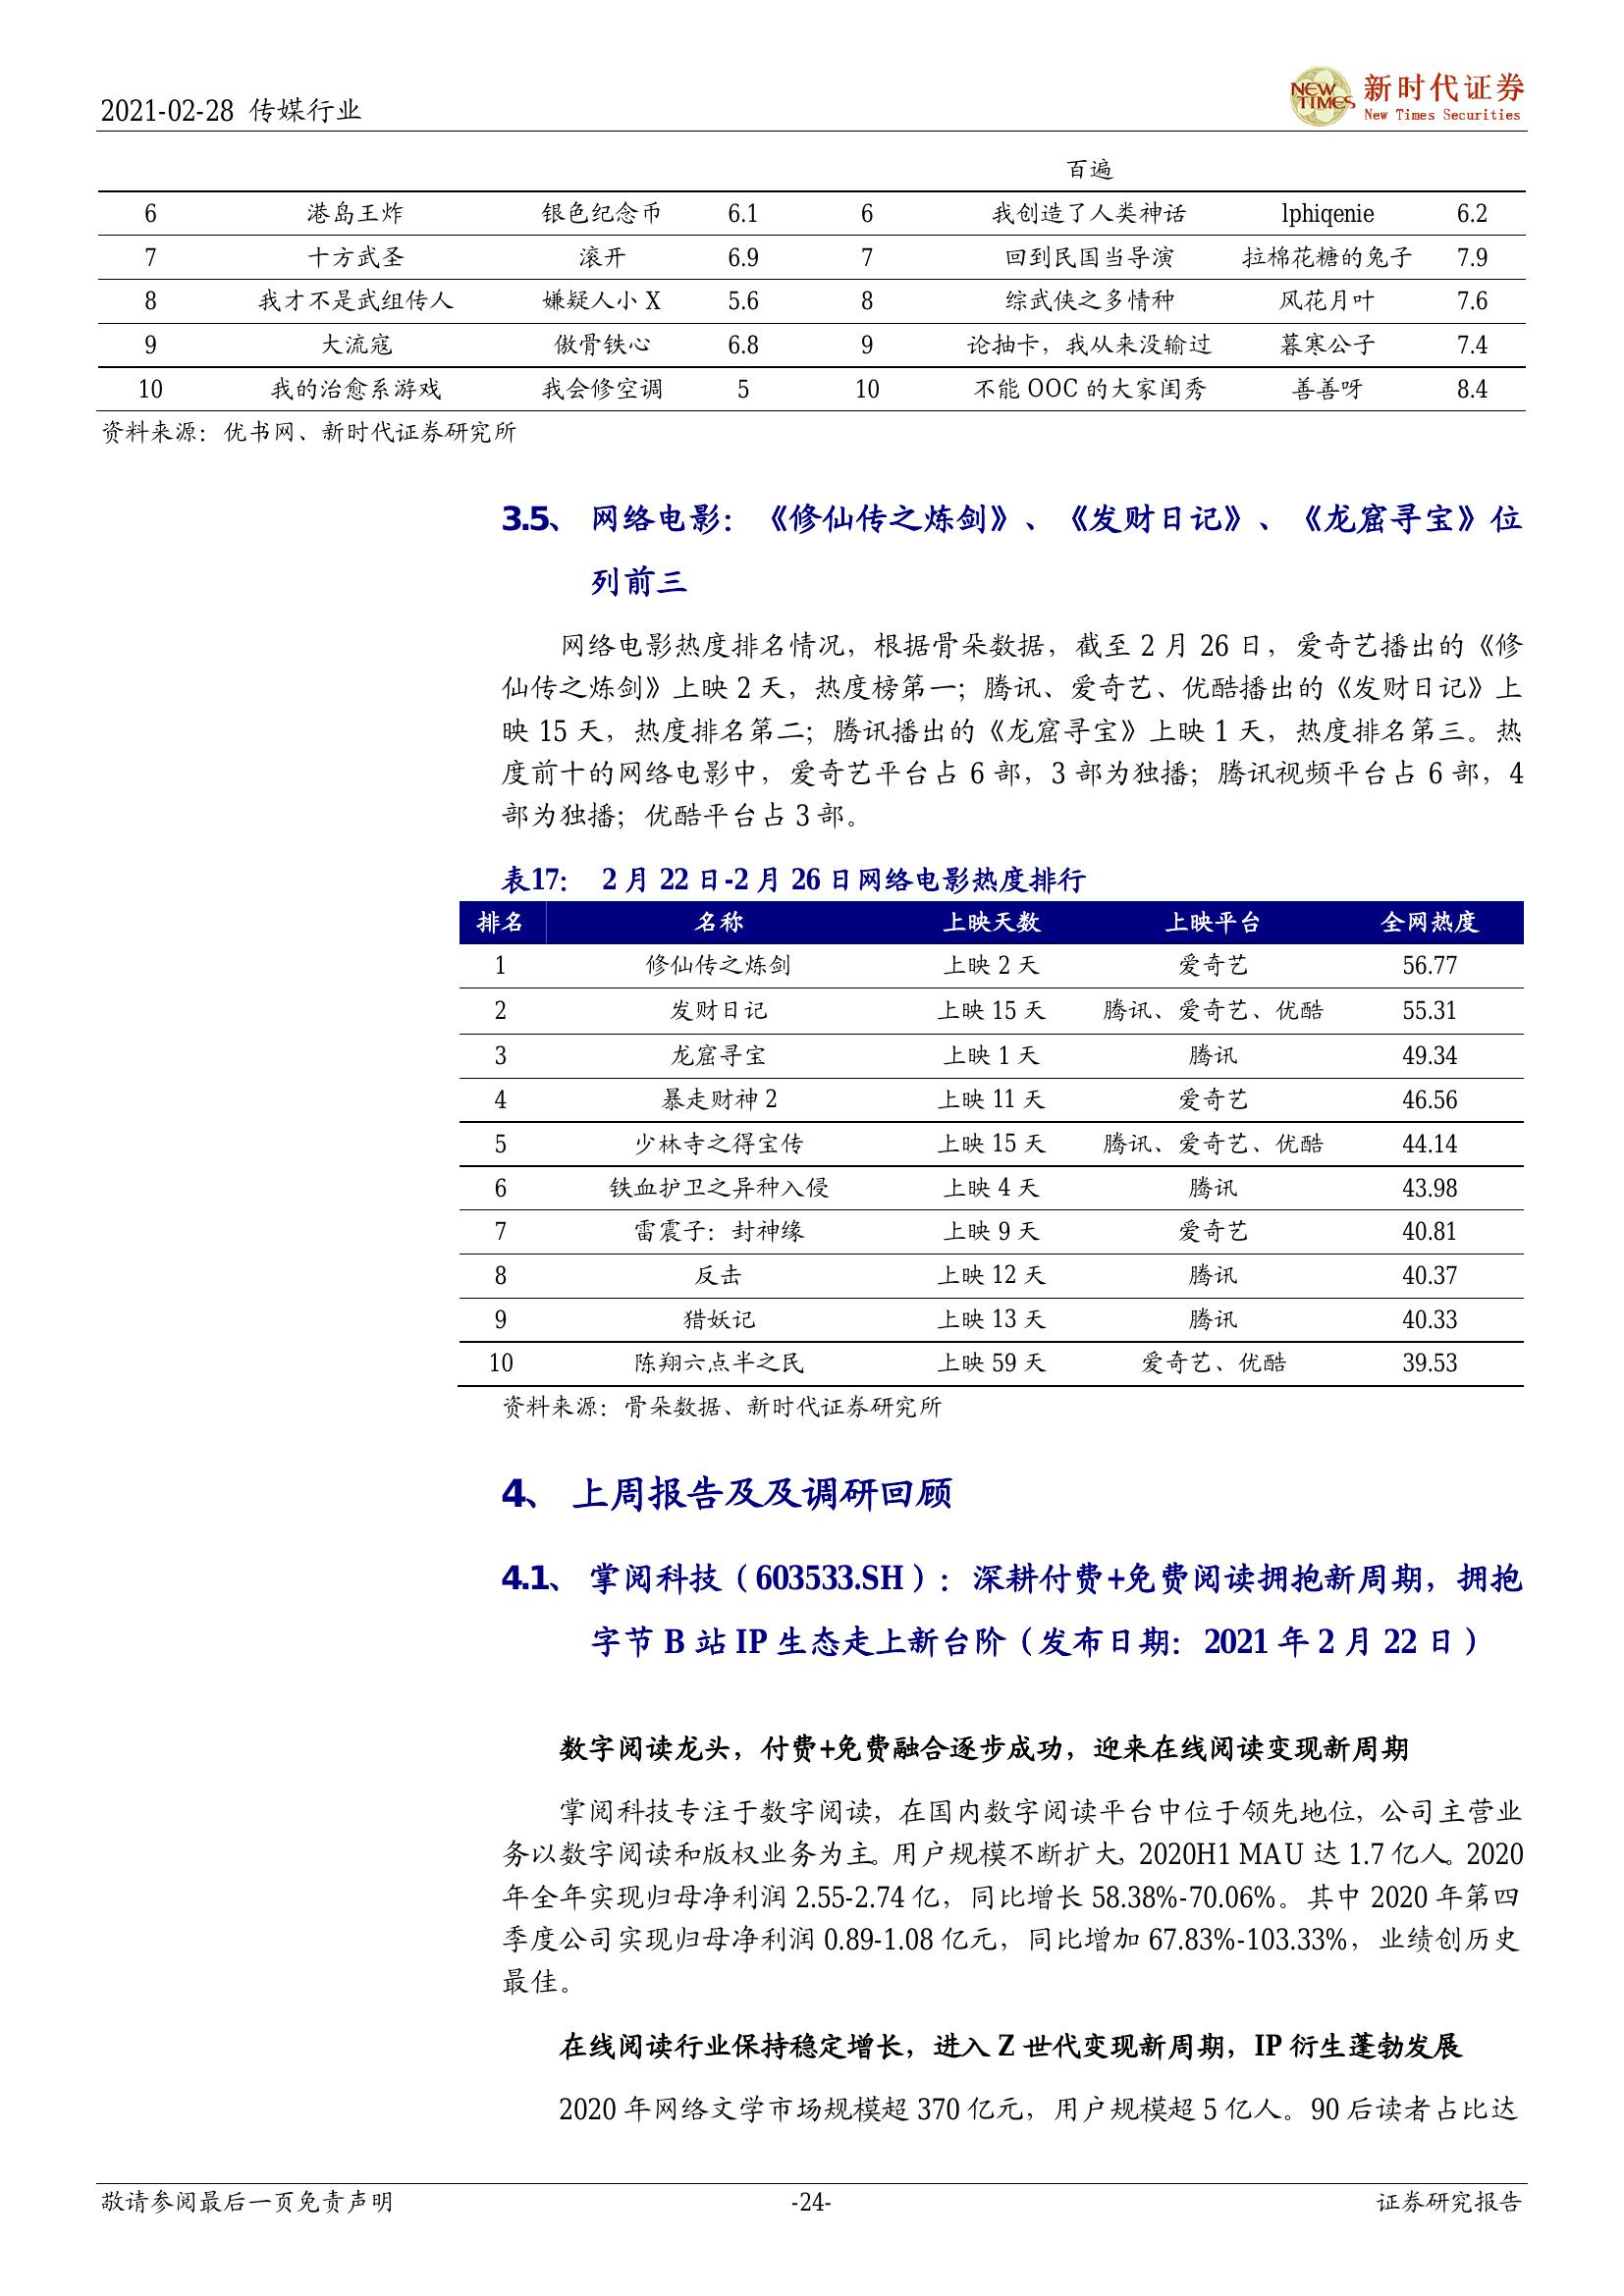 2021-02-28 传媒行业
NEW TIMES 新时代证券
New Times Securities
百遍
6 港岛王炸 银色纪念币 6.1 6 我创造了人类神话 lphiqenie 6.2
7 十方武圣 滚开 6.9 7 回到民国当导演 拉棉花糖的兔子 7.9
8 我才不是武组传人 嫌疑人小 X 5.6 8 综武侠之多情种 风花月叶 7.6
9 大流寇 傲骨铁心 6.8 9 论抽卡，我从来没输过 暮寒公子 7.4
10 我的治愈系游戏 我会修空调 5 10 不能 OOC 的大家闺秀 善善呀 8.4
资料来源：优书网、新时代证券研究所
3.5、 网络电影：《修仙传之炼剑》、《发财日记》、《龙窟寻宝》位
列前三
网络电影热度排名情况，根据骨朵数据，截至 2 月 26 日，爱奇艺播出的《修
仙传之炼剑》上映 2 天，热度榜第一；腾讯、爱奇艺、优酷播出的《发财日记》上
映 15 天，热度排名第二；腾讯播出的《龙窟寻宝》上映 1 天，热度排名第三。热
度前十的网络电影中，爱奇艺平台占 6 部，3 部为独播；腾讯视频平台占 6 部，4
部为独播；优酷平台占 3 部。
表17： 2 月 22 日-2 月 26 日网络电影热度排行
排名 名称 上映天数 上映平台 全网热度
1 修仙传之炼剑 上映 2 天 爱奇艺 56.77
2 发财日记 上映 15 天 腾讯、爱奇艺、优酷 55.31
3 龙窟寻宝 上映 1 天 腾讯 49.34
4 暴走财神 2 上映 11 天 爱奇艺 46.56
5 少林寺之得宝传 上映 15 天 腾讯、爱奇艺、优酷 44.14
6 铁血护卫之异种入侵 上映 4 天 腾讯 43.98
7 雷震子：封神缘 上映 9 天 爱奇艺 40.81
8 反击 上映 12 天 腾讯 40.37
9 猎妖记 上映 13 天 腾讯 40.33
10 陈翔六点半之民 上映 59 天 爱奇艺、优酷 39.53
资料来源：骨朵数据、新时代证券研究所
4、 上周报告及及调研回顾
4.1、 掌阅科技（603533.SH）：深耕付费+免费阅读拥抱新周期，拥抱
字节 B 站 IP 生态走上新台阶（发布日期：2021 年 2 月 22 日）
数字阅读龙头，付费+免费融合逐步成功，迎来在线阅读变现新周期
掌阅科技专注于数字阅读，在国内数字阅读平台中位于领先地位，公司主营业
务以数字阅读和版权业务为主。用户规模不断扩大，2020H1 MAU 达 1.7 亿人。2020
年全年实现归母净利润 2.55-2.74 亿，同比增长 58.38%-70.06%。其中 2020 年第四
季度公司实现归母净利润 0.89-1.08 亿元，同比增加 67.83%-103.33%，业绩创历史
最佳。
在线阅读行业保持稳定增长，进入 Z 世代变现新周期，IP 衍生蓬勃发展
2020 年网络文学市场规模超 370 亿元，用户规模超 5 亿人。90 后读者占比达
敬请参阅最后一页免责声明 -24- 证券研究报告